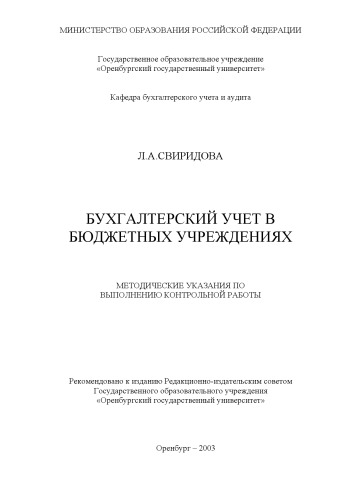 МИНИСТЕРСТВО ОБРАЗОВАНИЯ РОССИЙСКОЙ ФЕДЕРАЦИИ
Государственное образовательное учреждение
«Оренбургский государственный университет»
Кафедра бухгалтерского учета и аудита
Л.А.СВИРИДОВА
БУХГАЛТЕРСКИЙ УЧЕТ В
БЮДЖЕТНЫХ УЧРЕЖДЕНИЯХ
МЕТОДИЧЕСКИЕ УКАЗАНИЯ ПО
ВЫПОЛНЕНИЮ КОНТРОЛЬНОЙ РАБОТЫ
Рекомендовано к изданию Редакционно-издательским советом
Государственного образовательного учреждения
«Оренбургский государственный университет»
Оренбург – 2003